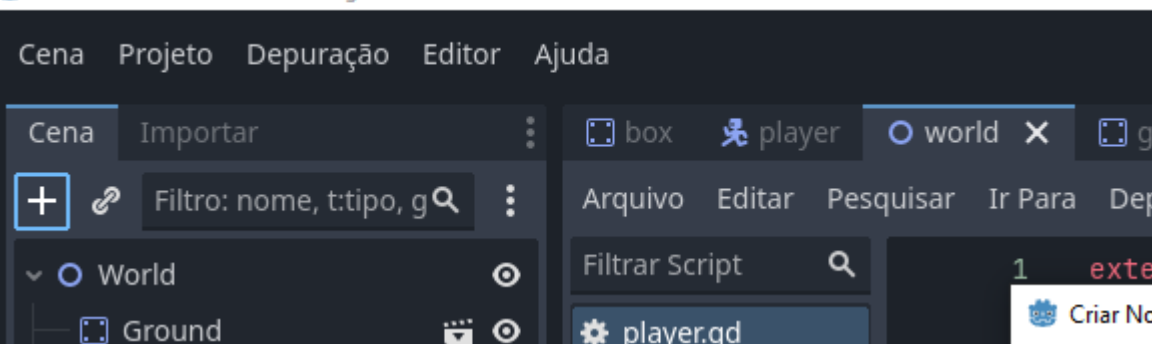 Cena Projeto Depuração Editor Ajuda
Cena Importar
box player world
Filtro: nome, t:tipo, g
Arquivo Editar Pesquisar Ir Para
World
Filtrar Script
1 exte
Ground
player.gd
Criar No